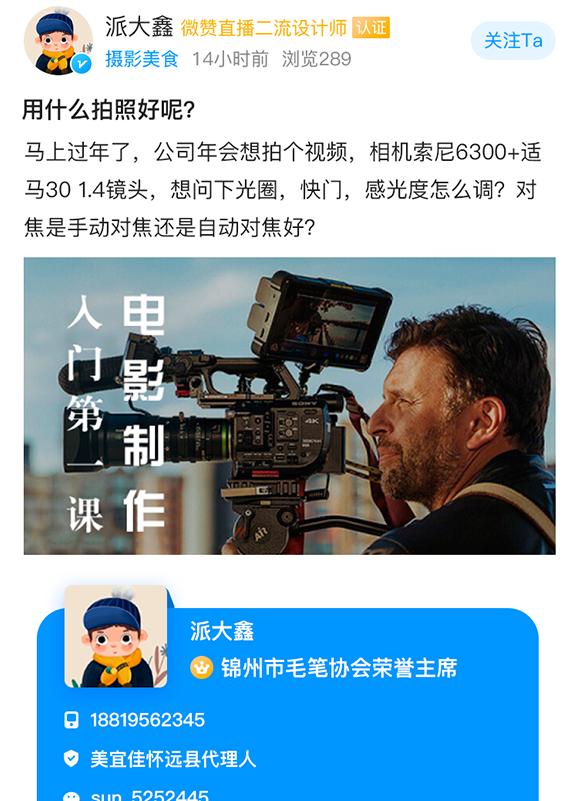 派大鑫 微赞直播二流设计师 认证
摄影美食 14小时前 浏览289
关注Ta
用什么拍照好呢?
马上过年了，公司年会想拍个视频，相机索尼6300+适
马30 1.4镜头，想问下光圈，快门，感光度怎么调？对
焦是手动对焦还是自动对焦好?
电影制作
入门第一课
SONY
4K
派大鑫
锦州市毛笔协会荣誉主席
18819562345
美宜佳怀远县代理人
sun_5252445